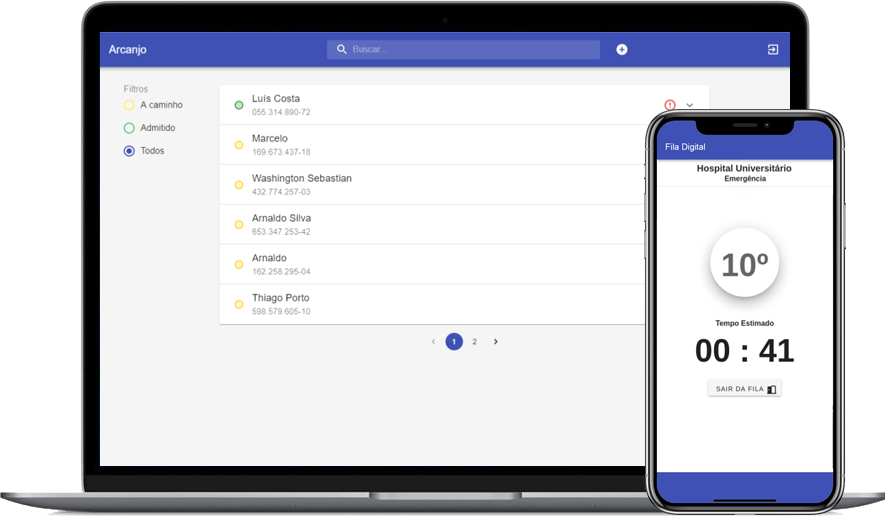 Arcanjo
Buscar...
Filtros
A caminho
Admitido
Todos
Luís Costa
055.314.890-72
Marcelo
169.673.437-18
Washington Sebastian
432.774.257-03
Arnaldo Silva
653.347.253-42
Arnaldo
162.258.295-04
Thiago Porto
598.579.605-10
1 2
Fila Digital
Hospital Universitário
Emergência
10º
Tempo Estimado
00 : 41
SAIR DA FILA